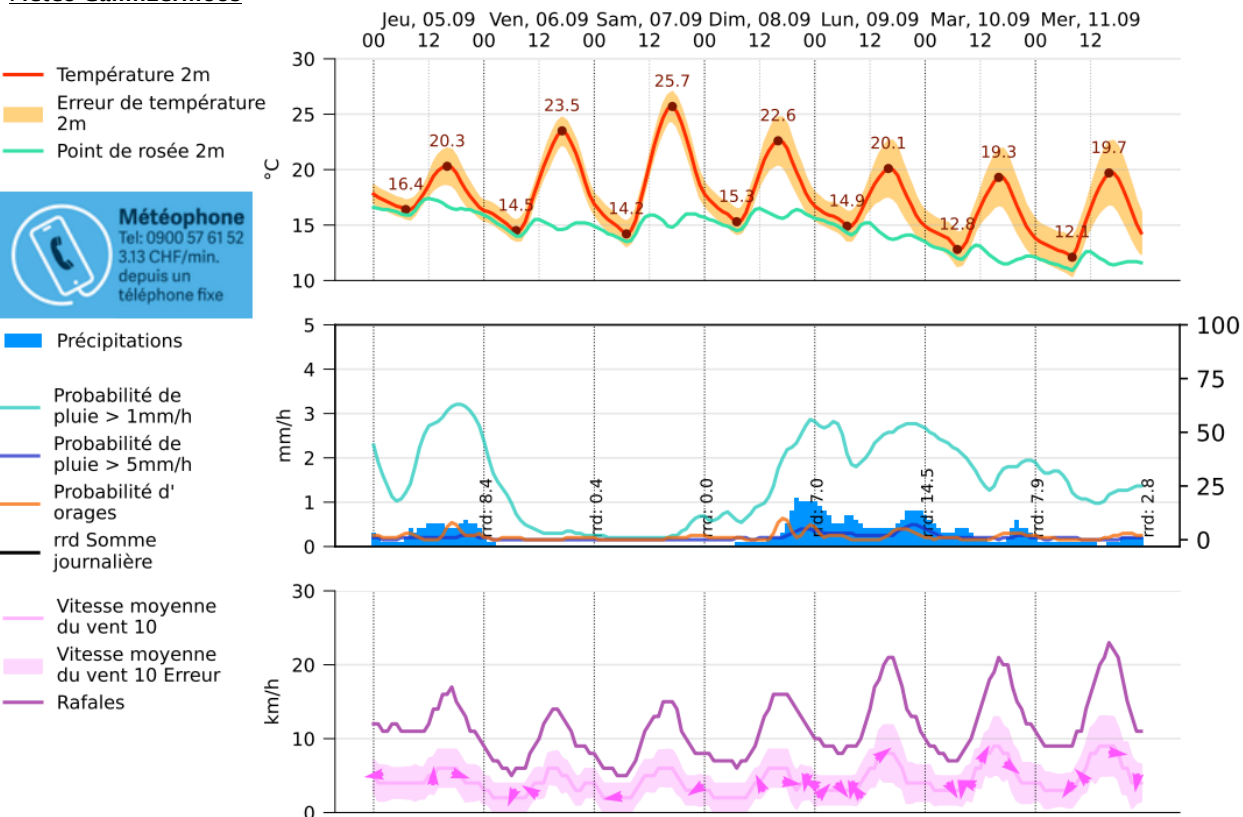 Jeu, 05.09 Ven, 06.09 Sam, 07.09 Dim, 08.09 Lun, 09.09 Mar, 10.09 Mer, 11.09
00 12 00 12 00 12 00 12 00 12 00 12 00 12
Température 2m
Erreur de température
2m
Point de rosée 2m
°C
30
25
20
15
10
16.4 20.3 14.5 23.5 14.2 25.7 15.3 22.6 14.9 20.1 12.8 19.3 12.1 19.7
Météophone
Tel: 0900 57 61 52
3.13 CHF/min.
depuis un
téléphone fixe
Précipitations
Probabilité de
pluie > 1mm/h
Probabilité de
pluie > 5mm/h
Probabilité d'
orages
rrd Somme
journalière
mm/h
5
4
3
2
1
0
100
75
50
25
0
rrd: 8.4
rrd: 0.4
rrd: 0.0
rrd: 7.0
rrd: 14.5
rrd: 7.9
rrd: 2.8
Vitesse moyenne
du vent 10
Vitesse moyenne
du vent 10 Erreur
Rafales
km/h
30
20
10
0